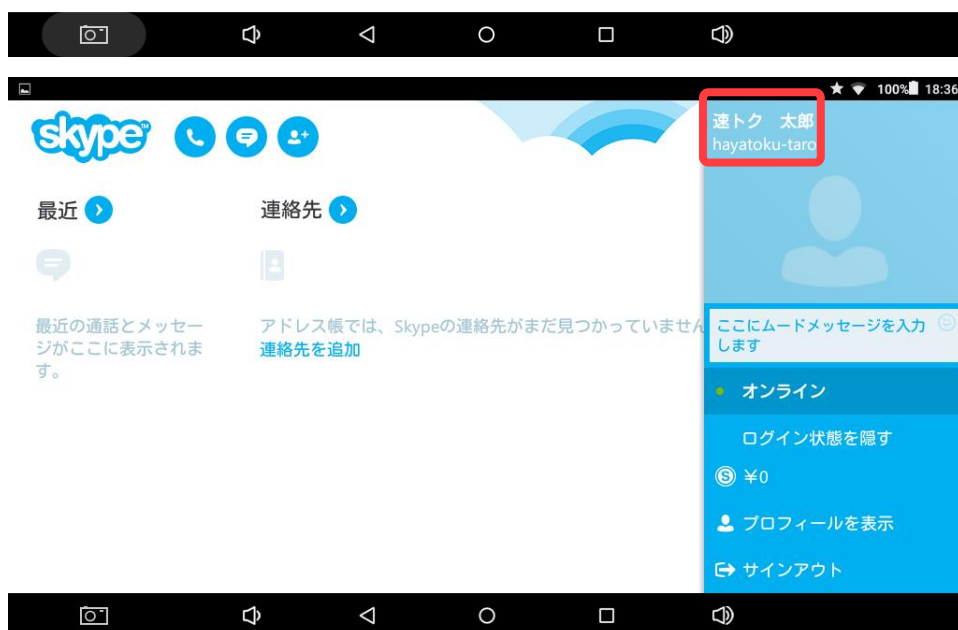 100% 18:36
skype™
速トク 太郎
hayatoku-taro
最近
連絡先
最近の通話とメッセー
ジがここに表示されま
す。
アドレス帳では、Skypeの連絡先がまだ見つかっていません
連絡先を追加
ここにムードメッセージを入力
します
オンライン
ログイン状態を隠す
¥0
プロフィールを表示
サインアウト